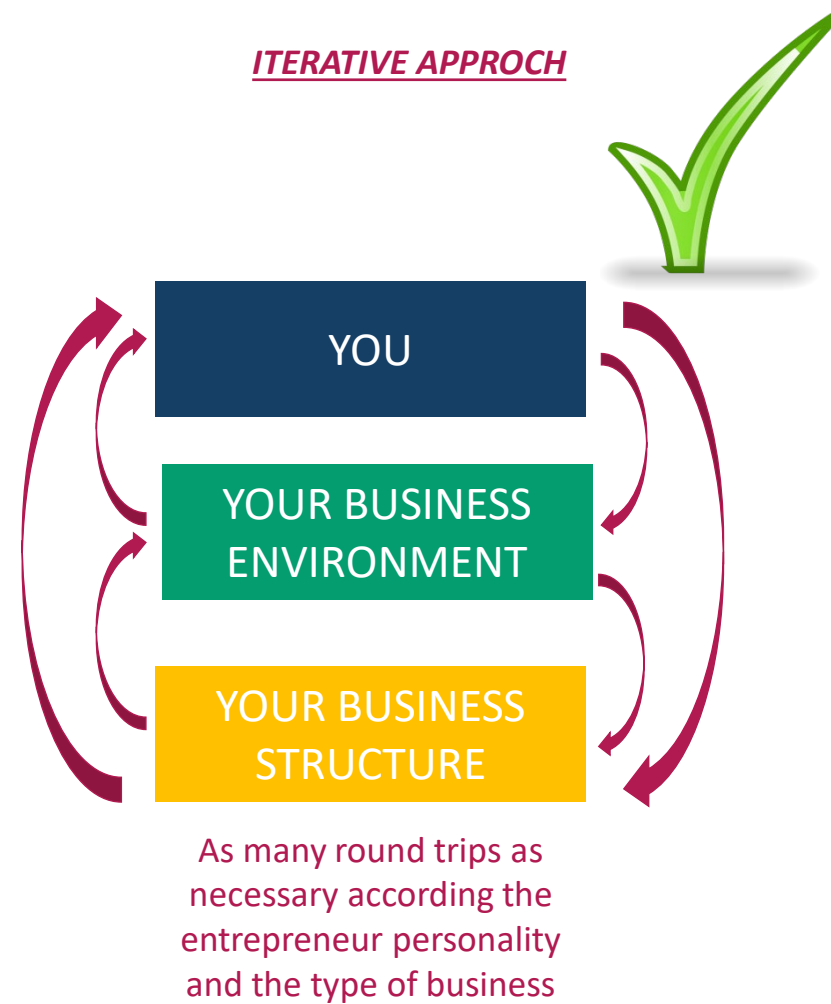 ITERATIVE APPROCH
YOU
YOUR BUSINESS
ENVIRONMENT
YOUR BUSINESS
STRUCTURE
As many round trips as
necessary according the
entrepreneur personality
and the type of business